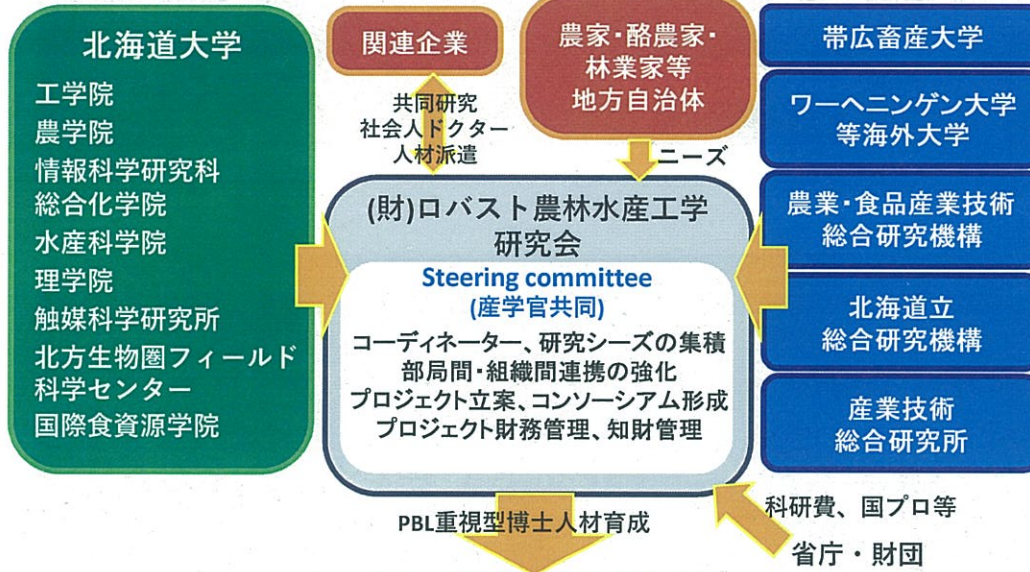 北海道大学
工学院
農学院
情報科学研究科
総合化学院
水産科学院
理学院
触媒科学研究所
北方生物圏フィールド
科学センター
国際食資源学院
関連企業
共同研究
社会人ドクター
人材派遣
農家・酪農家・
林業家等
地方自治体
ニーズ
(財)ロバスト農林水産工学
研究会
Steering committee
(産学官共同)
コーディネーター、研究シーズの集積
部局間・組織間連携の強化
プロジェクト立案、コンソーシアム形成
プロジェクト財務管理、知財管理
帯広畜産大学
ワーヘニンゲン大学
等海外大学
農業・食品産業技術
総合研究機構
北海道立
総合研究機構
産業技術
総合研究所
PBL重視型博士人材育成
科研費、国プロ等
省庁・財団